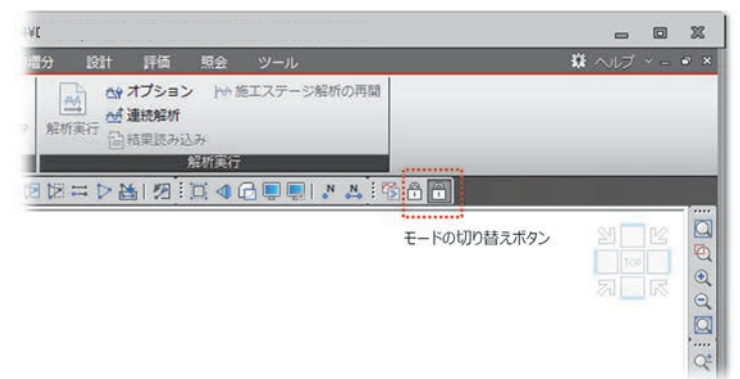 設計 評価 照会 ツール ヘルプ
オプション 施工ステージ解析の再開
連続解析
解析実行
結果読み込み
解析実行
N N
モードの切り替えボタン
TOP